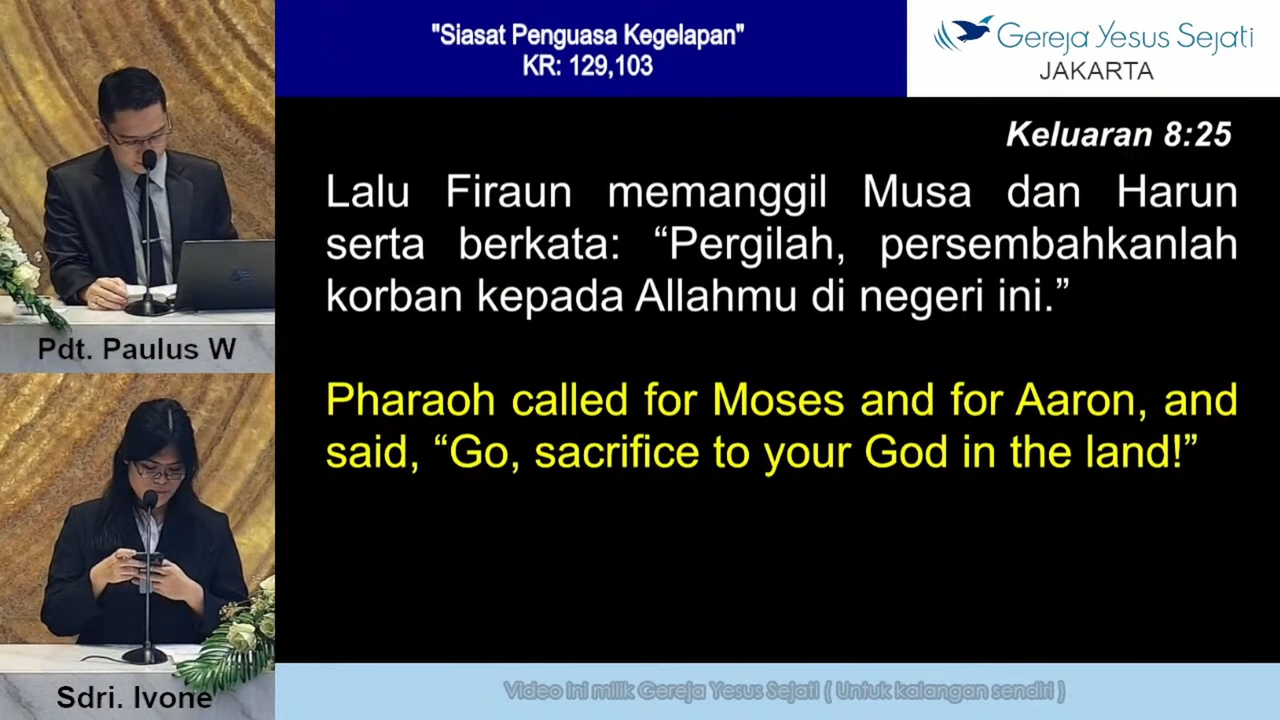 "Siasat Penguasa Kegelapan"
KR: 129,103
Gereja Yesus Sejati
JAKARTA
Keluaran 8:25
Lalu Firaun memanggil Musa dan Harun
serta berkata: “Pergilah, persembahkanlah
korban kepada Allahmu di negeri ini.”
Pharaoh called for Moses and for Aaron, and
said, “Go, sacrifice to your God in the land!”
Pdt. Paulus W
Sdri. Ivone
Video ini milik Gereja Yesus Sejati ( Untuk kalangan sendiri )